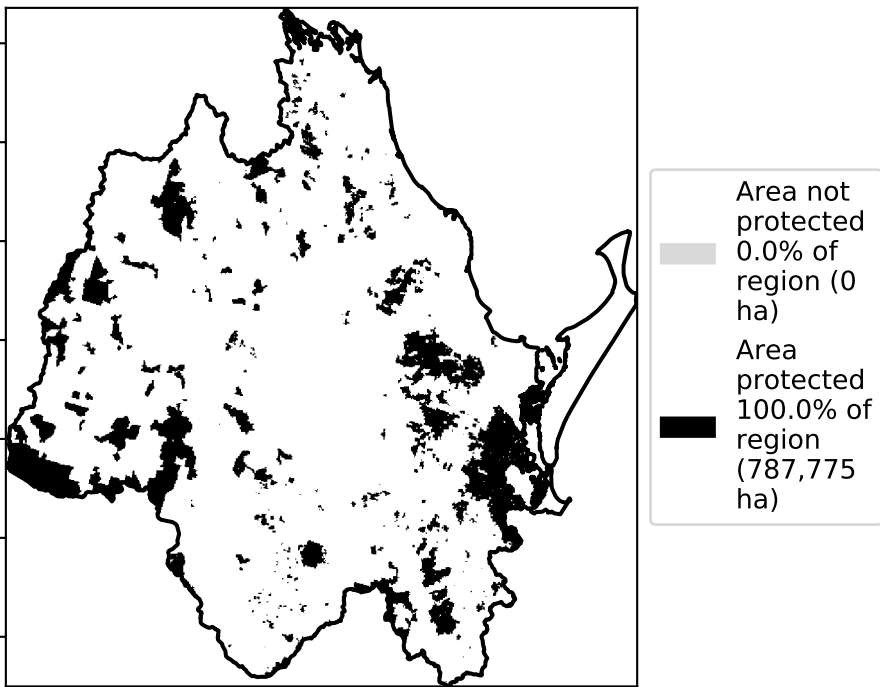 Area not
protected
0.0% of
region (0
ha)
Area
protected
100.0% of
region
(787,775
ha)